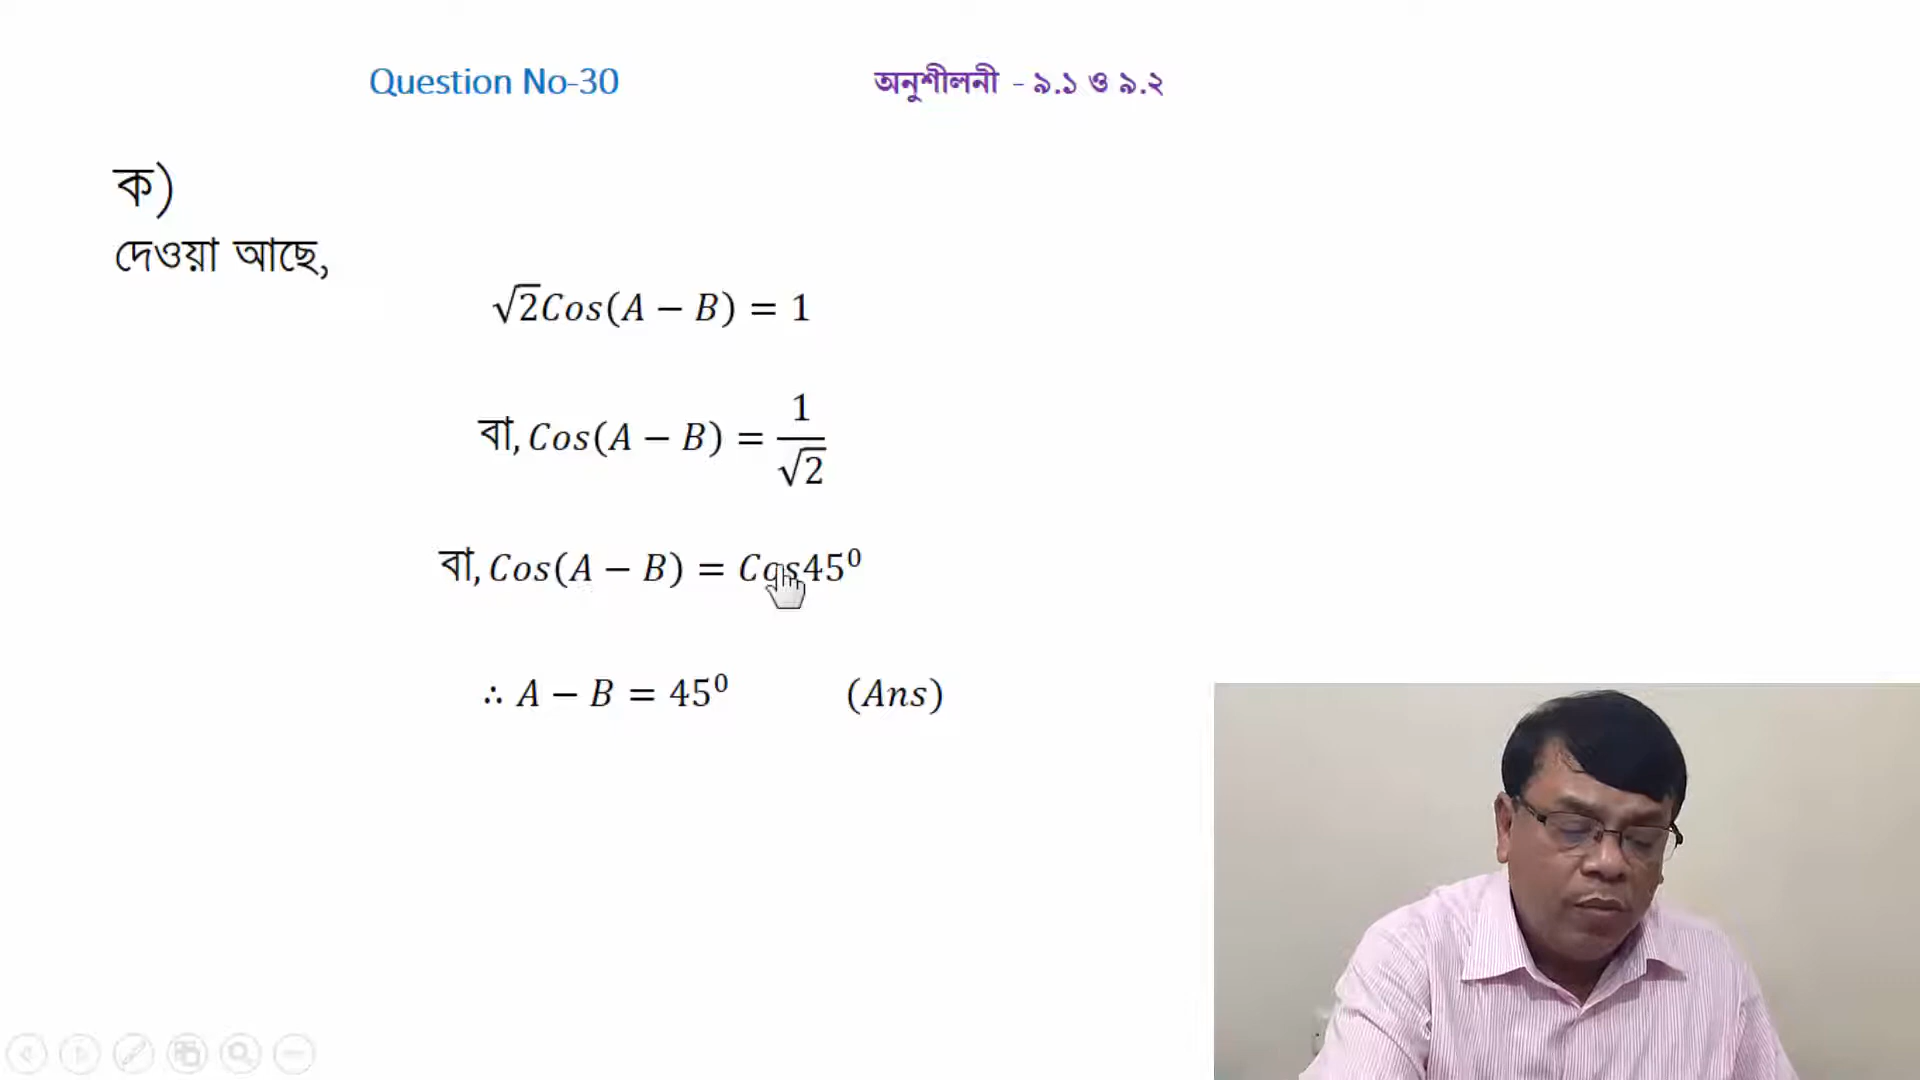 Question No-30 অনুশীলনী - ৯.১ ও ৯.২
ক)
দেওয়া আছে,
√2Cos(A − B) = 1
বা, Cos(A − B) = 1/√2
বা, Cos(A − B) = Cos45⁰
∴ A − B = 45⁰ (Ans)